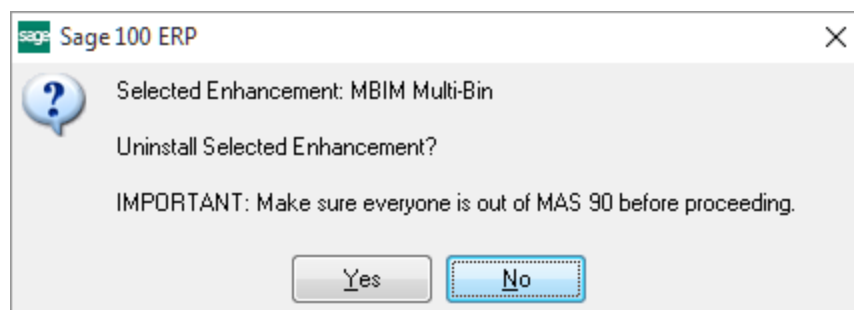 sage Sage 100 ERP
Selected Enhancement: MBIM Multi-Bin
Uninstall Selected Enhancement?
IMPORTANT: Make sure everyone is out of MAS 90 before proceeding.
Yes No